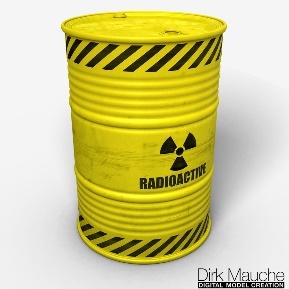 RADIOACTIVE
Dirk Mauche
DIGITAL MODEL CREATION